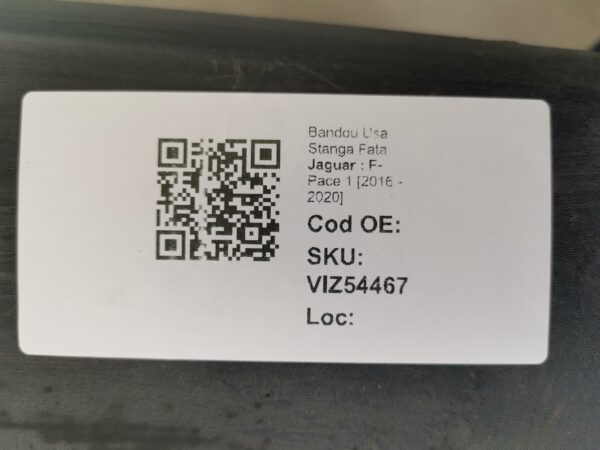 Bandou Usa
Stanga Fata
Jaguar : F-
Pace 1 [2016 -
2020]
Cod OE:
SKU:
VIZ54467
Loc: